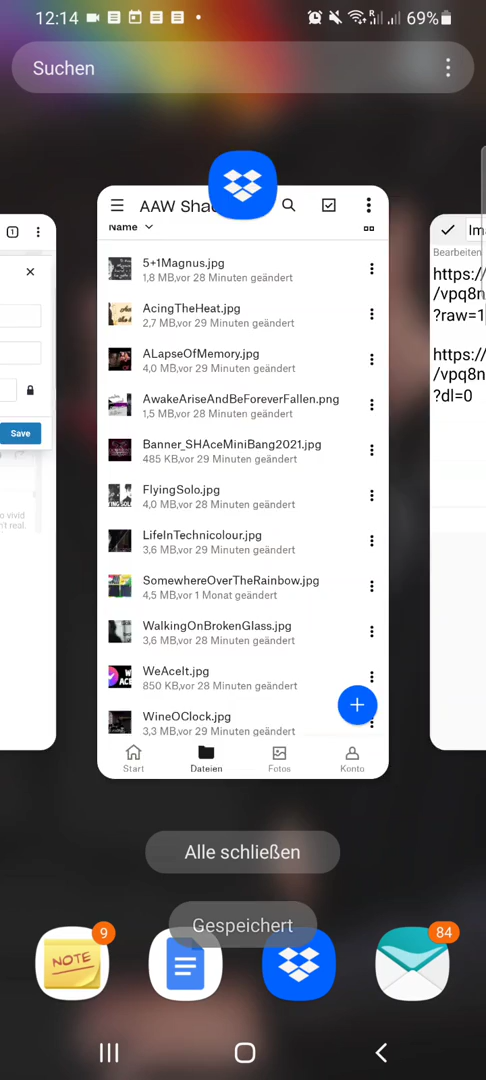 12:14
69%
Suchen
AAW Sha
Name
5+1Magnus.jpg
1,8 MB,vor 28 Minuten geändert
AcingTheHeat.jpg
2,7 MB,vor 29 Minuten geändert
ALapseOfMemory.jpg
4,0 MB,vor 29 Minuten geändert
AwakeAriseAndBeForeverFallen.png
1,5 MB,vor 28 Minuten geändert
Banner_SHAceMiniBang2021.jpg
485 KB,vor 29 Minuten geändert
FlyingSolo.jpg
4,0 MB,vor 28 Minuten geändert
LifeInTechnicolour.jpg
3,6 MB,vor 29 Minuten geändert
SomewhereOverTheRainbow.jpg
4,5 MB,vor 1 Monat geändert
WalkingOnBrokenGlass.jpg
3,6 MB,vor 28 Minuten geändert
WeAceIt.jpg
850 KB,vor 28 Minuten geändert
WineOClock.jpg
3,3 MB,vor 29 Minuten geändert
Start
Dateien
Fotos
Konto
1
Save
o vivid
n't real.
Ima
Bearbeiten
https:/
/vpq8n
?raw=1
https:/
/vpq8n
?dl=0
Alle schließen
Gespeichert
NOTE
9
84